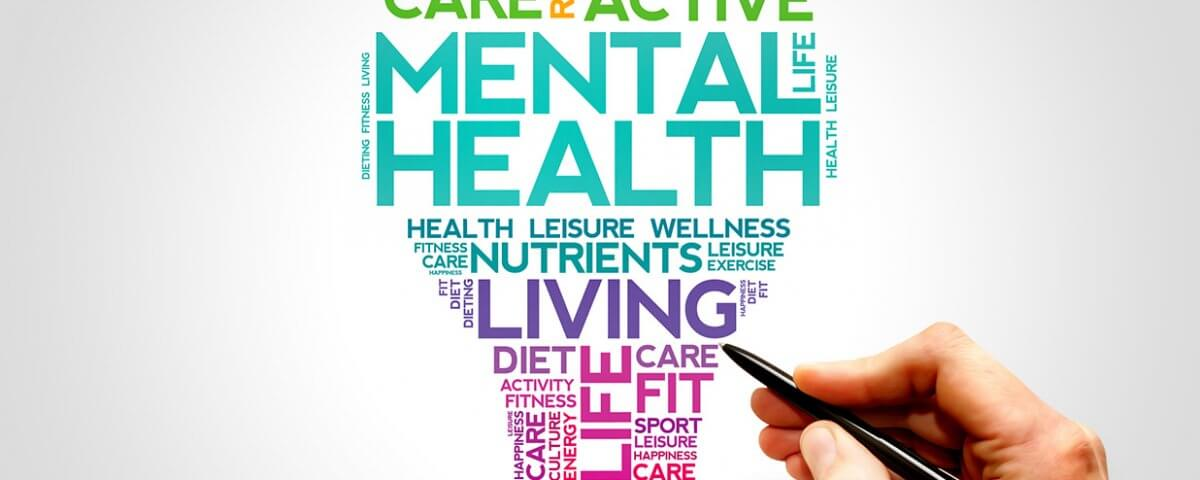 CARE ACTIVE
MENTAL
LIFE
HEALTH
DIETING FITNESS LIVING
HEALTH LEISURE
HEALTH LEISURE WELLNESS
FITNESS
CARE
HAPPINESS
NUTRIENTS
LEISURE
EXERCISE
FIT
DIET
DIETING
LIVING
HAPPINESS
DIET
FIT
DIET
LIFE
CARE
ACTIVITY
FITNESS
FIT
LEISURE
HAPPINESS
CARE
CULTURE
ENERGY
SPORT
LEISURE
HAPPINESS
CARE